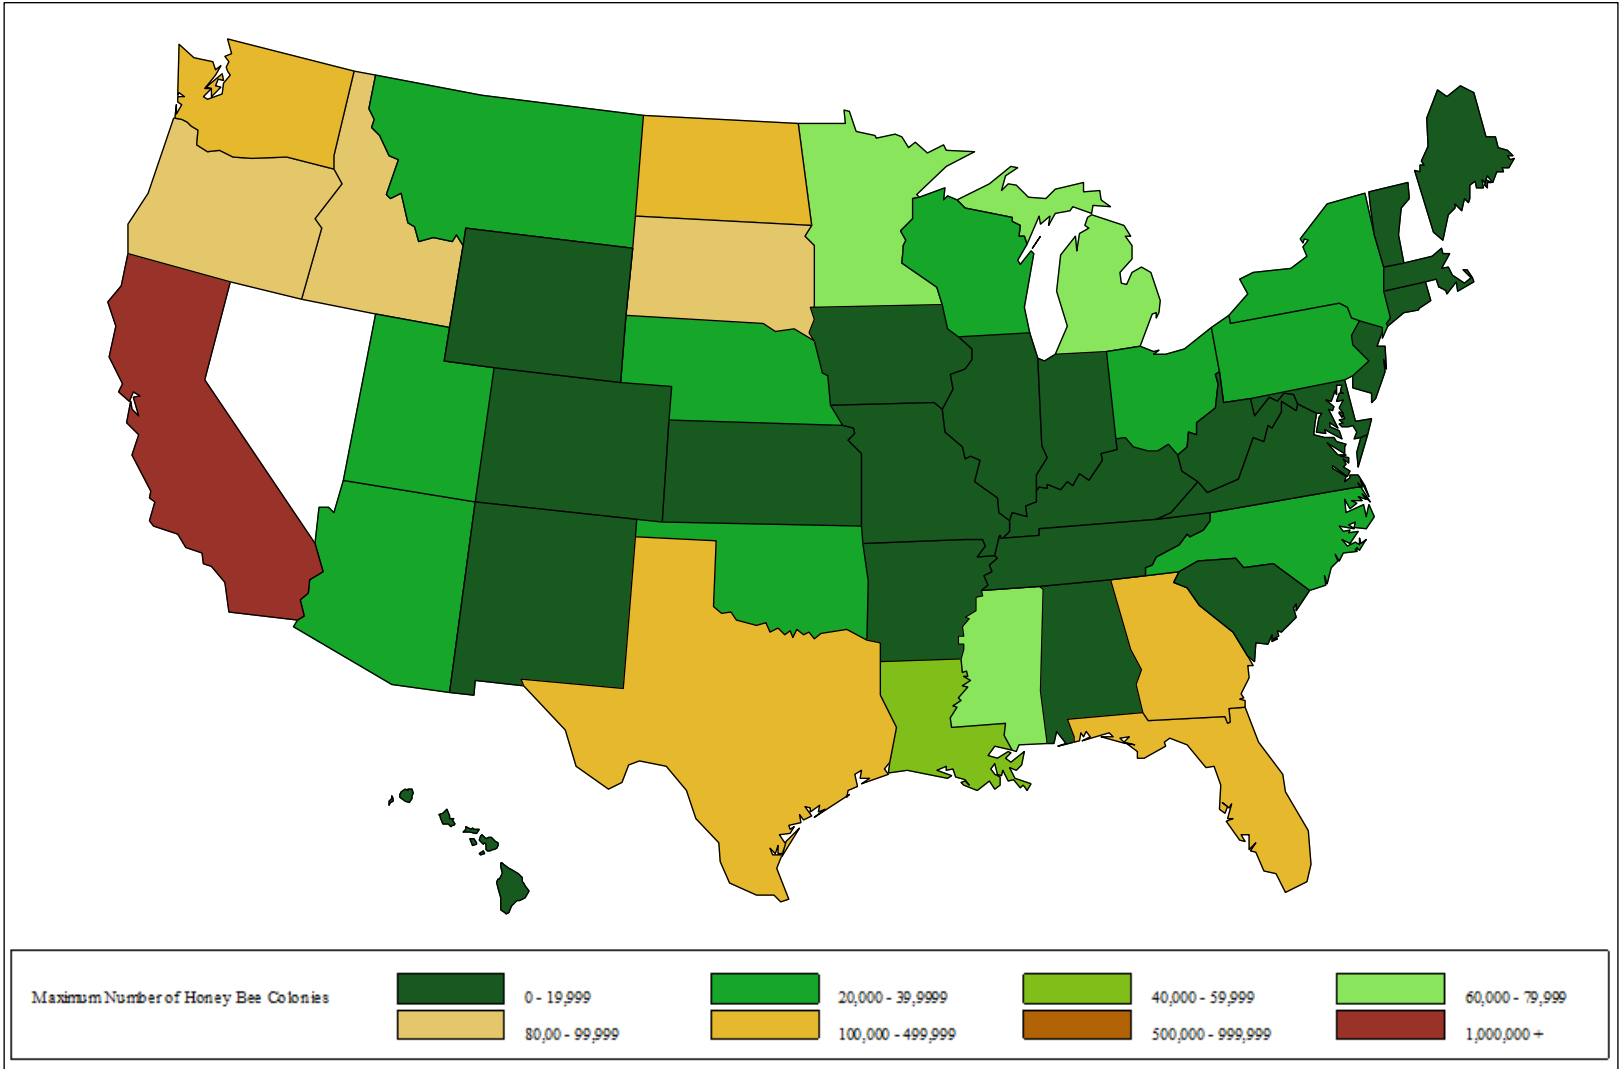 Maximum Number of Honey Bee Colonies
0 - 19,999
20,000 - 39,9999
40,000 - 59,999
60,000 - 79,999
80,00 - 99,999
100,000 - 499,999
500,000 - 999,999
1,000,000 +